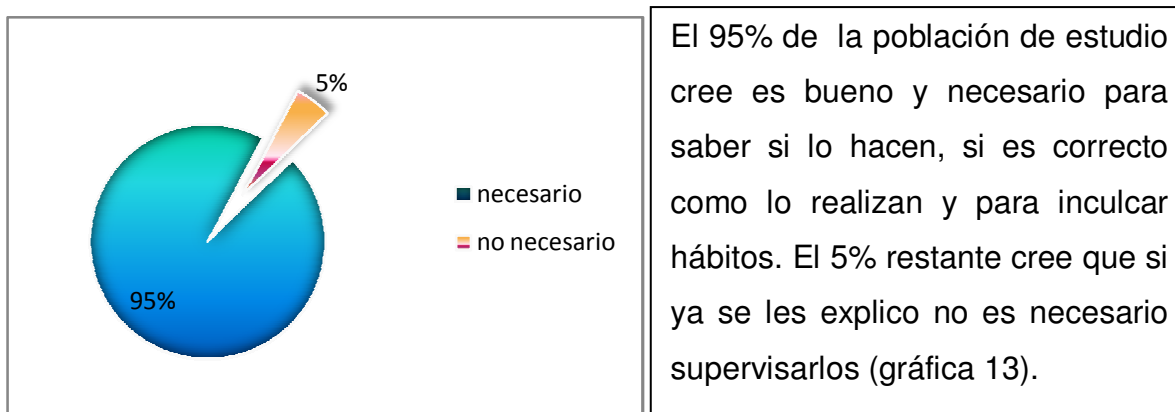 5%
necesario
no necesario
95%
El 95% de la población de estudio
cree es bueno y necesario para
saber si lo hacen, si es correcto
como lo realizan y para inculcar
hábitos. El 5% restante cree que si
ya se les explico no es necesario
supervisarlos (gráfica 13).